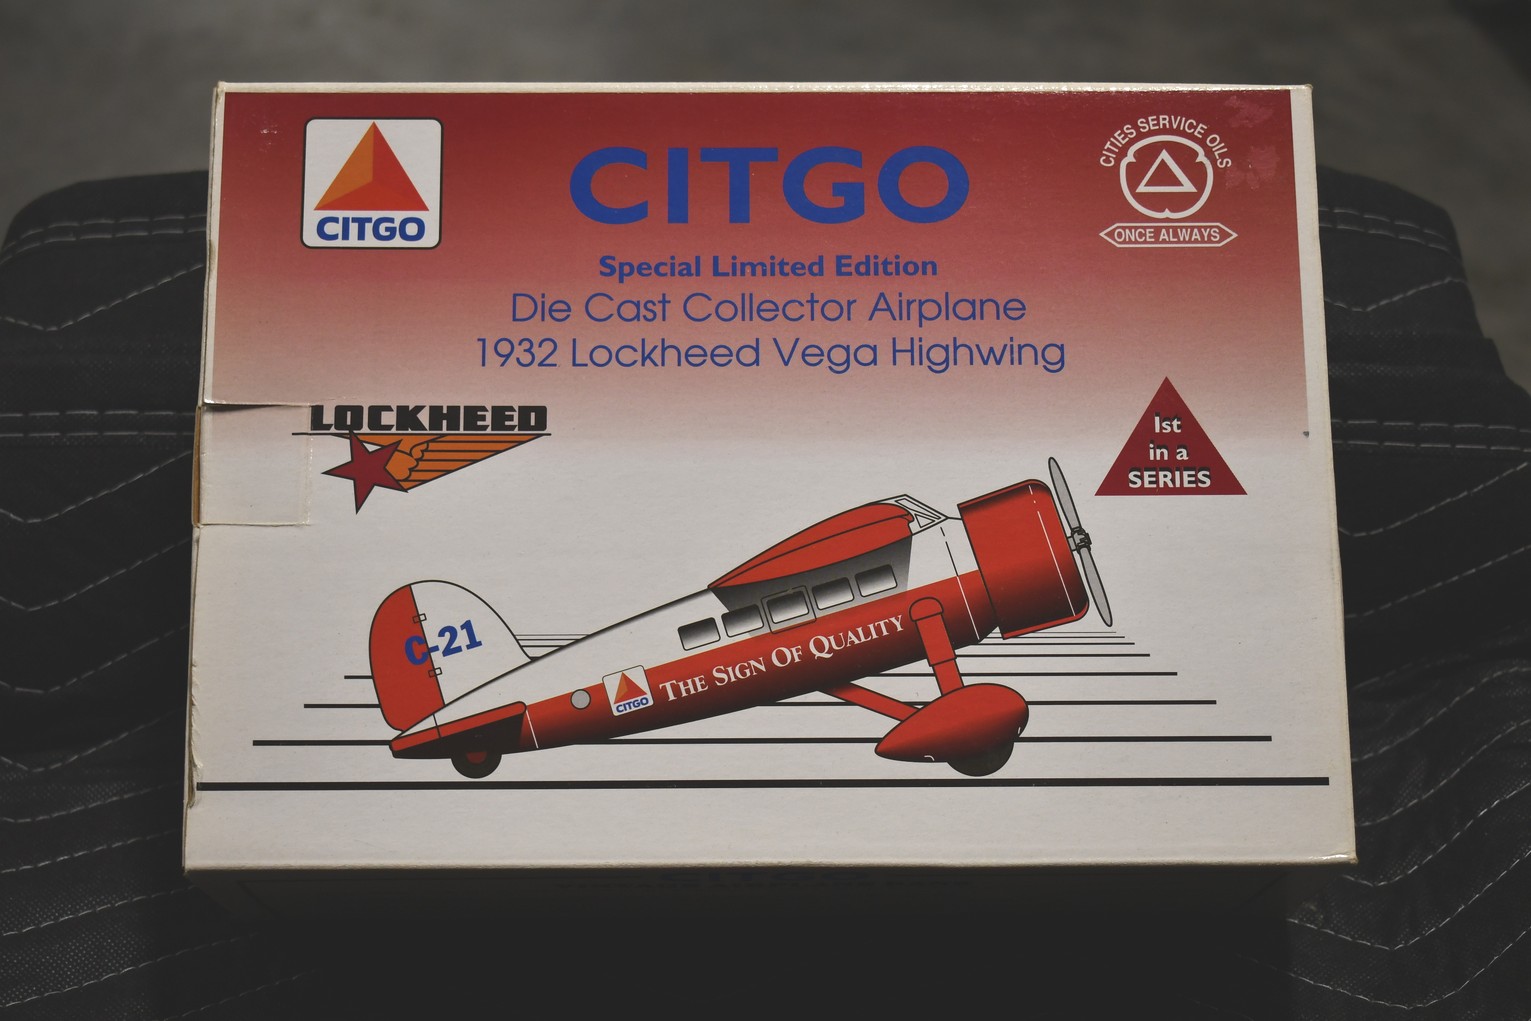 CITGO
CITGO
CITIES SERVICE OILS
ONCE ALWAYS
Special Limited Edition
Die Cast Collector Airplane
1932 Lockheed Vega Highwing
LOCKHEED
1st
in a
SERIES
C-21
CITGO
THE SIGN OF QUALITY